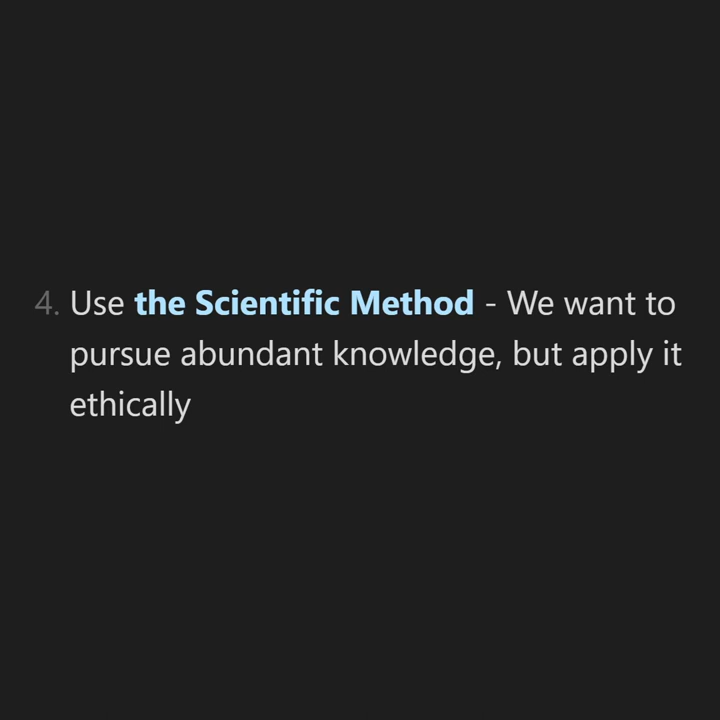 4. Use the Scientific Method - We want to
pursue abundant knowledge, but apply it
ethically